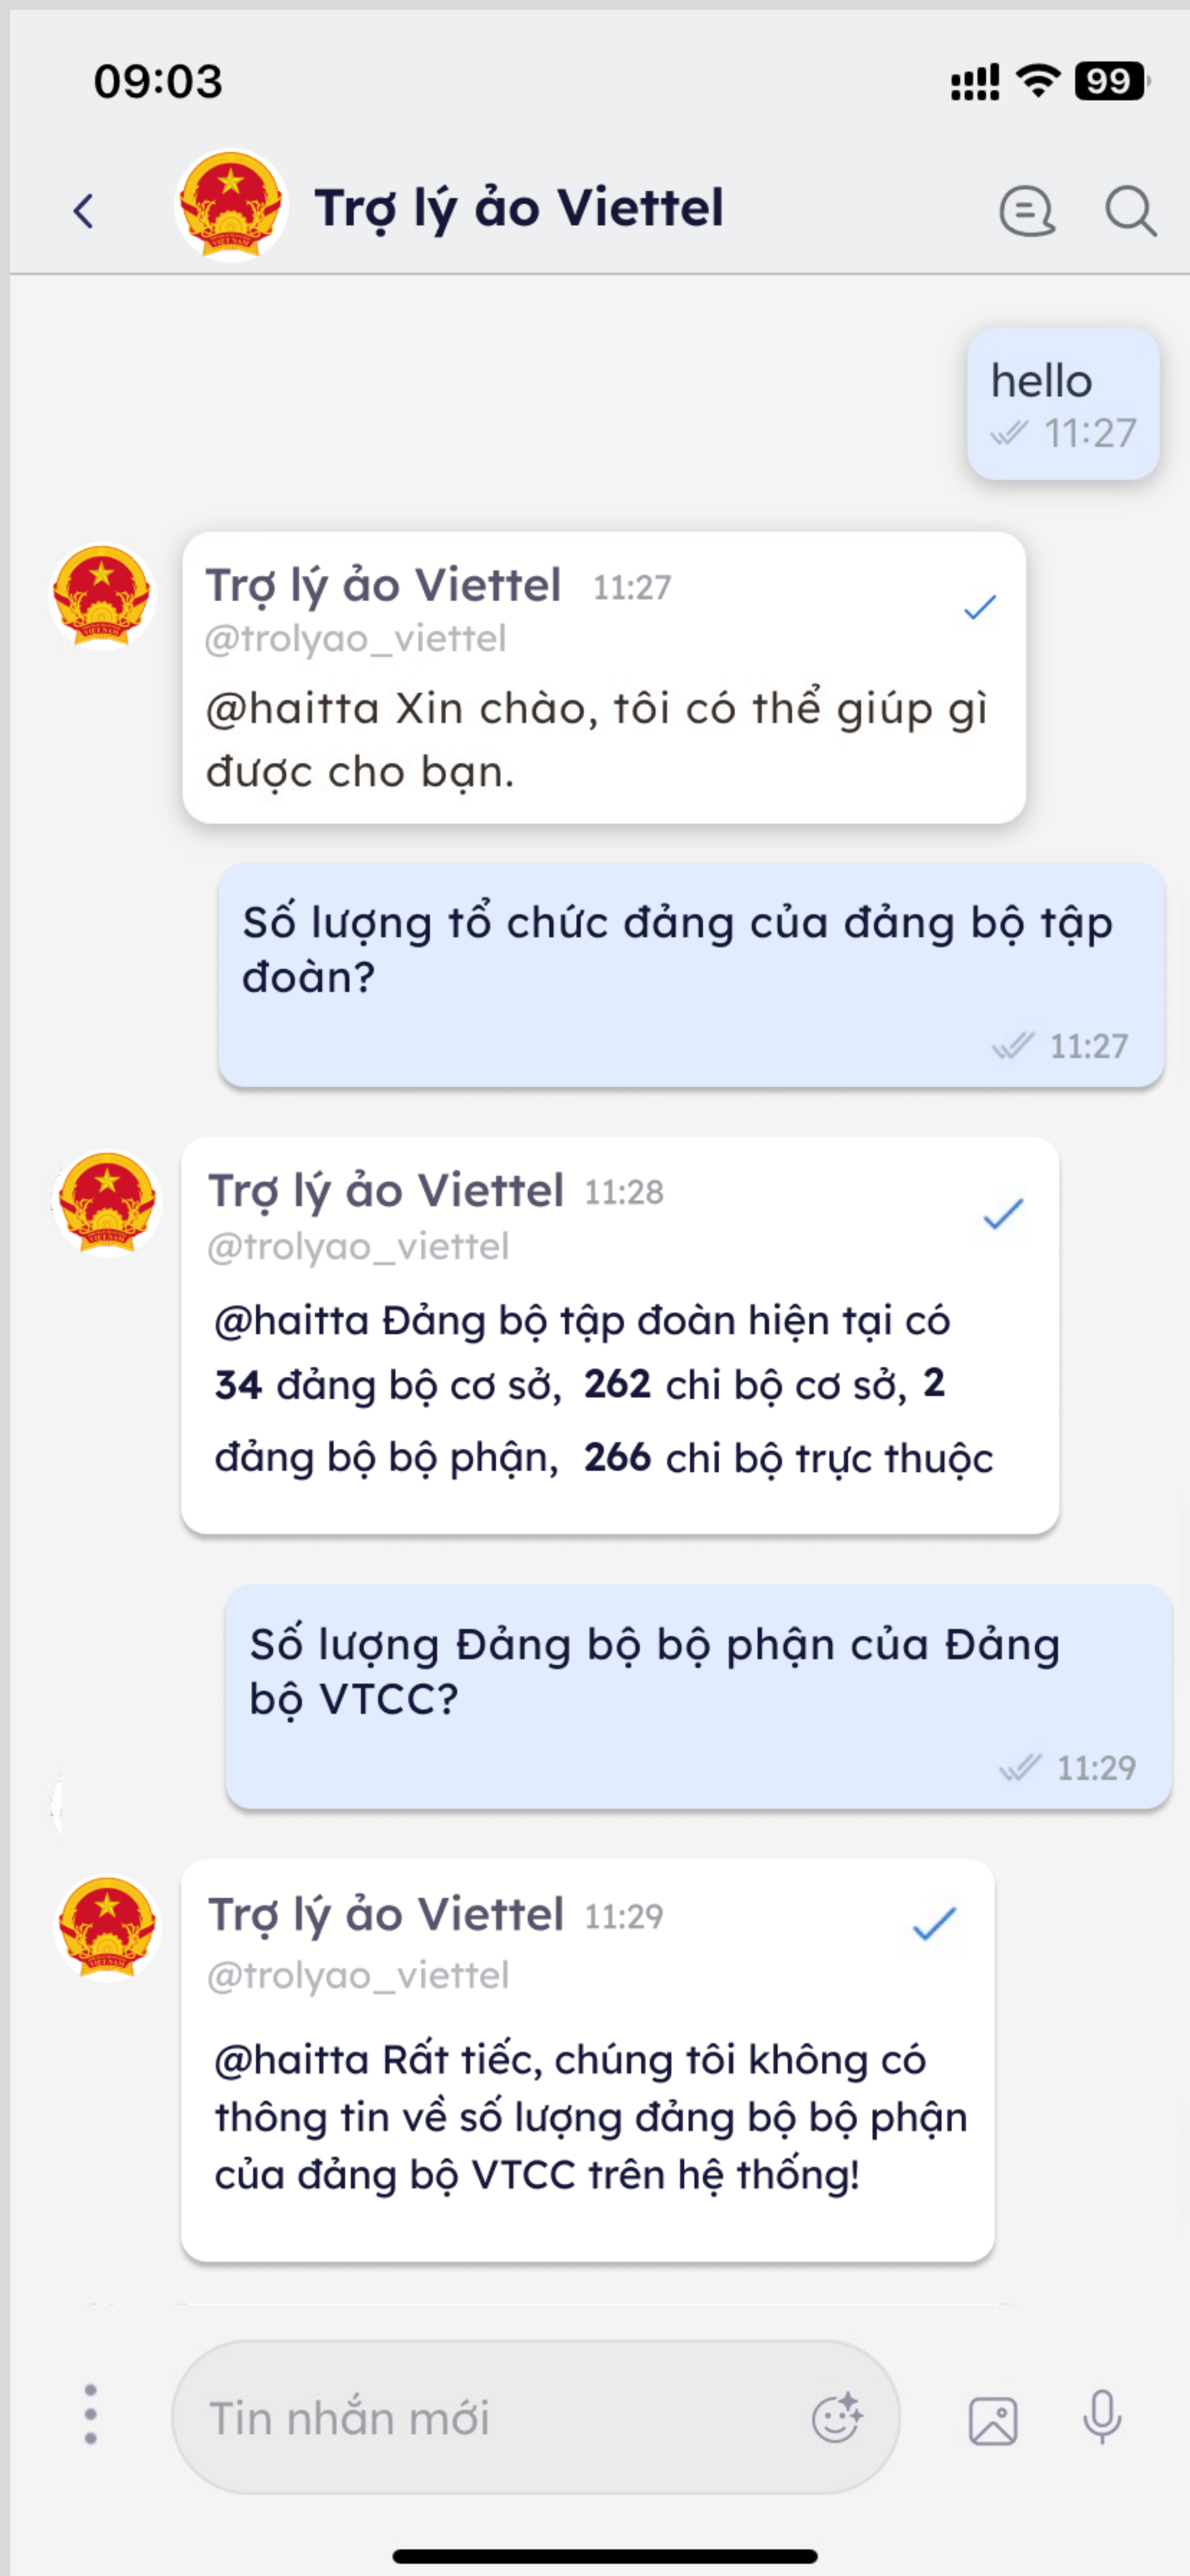 09:03
99
Trợ lý ảo Viettel
hello
11:27
Trợ lý ảo Viettel 11:27
@trolyao_viettel
@haitta Xin chào, tôi có thể giúp gì
được cho bạn.
Số lượng tổ chức đảng của đảng bộ tập
đoàn?
11:27
Trợ lý ảo Viettel 11:28
@trolyao_viettel
@haitta Đảng bộ tập đoàn hiện tại có
34 đảng bộ cơ sở, 262 chi bộ cơ sở, 2
đảng bộ bộ phận, 266 chi bộ trực thuộc
Số lượng Đảng bộ bộ phận của Đảng
bộ VTCC?
11:29
Trợ lý ảo Viettel 11:29
@trolyao_viettel
@haitta Rất tiếc, chúng tôi không có
thông tin về số lượng đảng bộ bộ phận
của đảng bộ VTCC trên hệ thống!
Tin nhắn mới